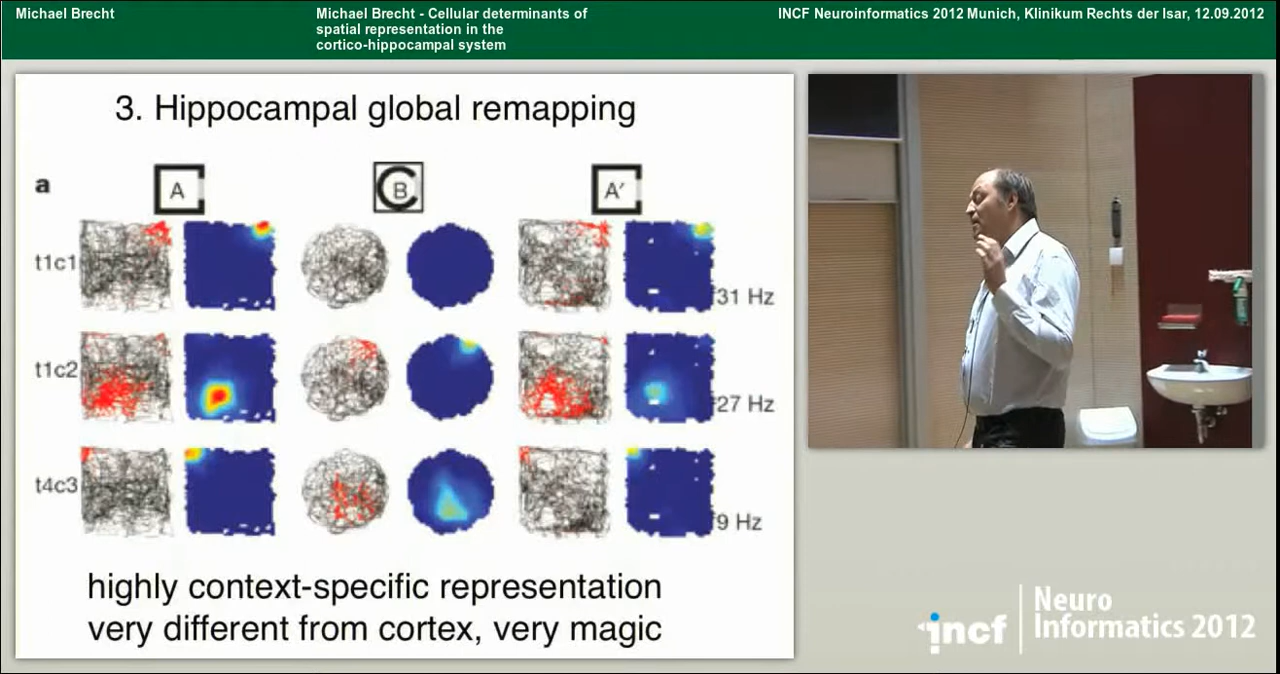 Michael Brecht
Michael Brecht - Cellular determinants of
spatial representation in the
cortico-hippocampal system
INCF Neuroinformatics 2012 Munich, Klinikum Rechts der Isar, 12.09.2012
3. Hippocampal global remapping
a
A
B
A′
t1c1
31 Hz
t1c2
27 Hz
t4c3
9 Hz
highly context-specific representation
very different from cortex, very magic
incf
Neuro
Informatics 2012